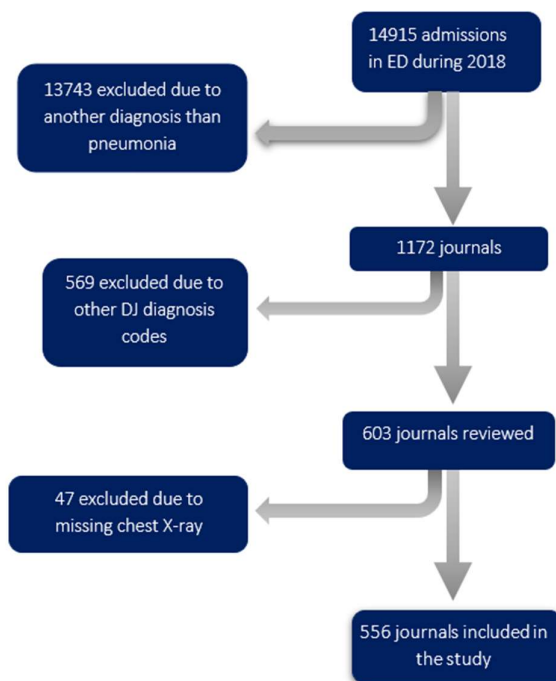 14915 admissions
in ED during 2018
13743 excluded due to
another diagnosis than
pneumonia
1172 journals
569 excluded due to
other DJ diagnosis
codes
603 journals reviewed
47 excluded due to
missing chest X-ray
556 journals included in
the study